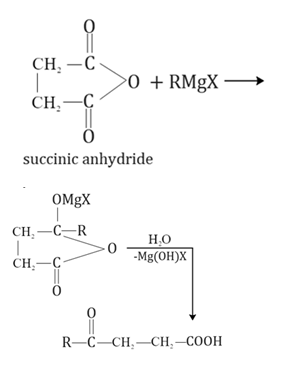 O
CH₂ – C
O + RMgX
CH₂ – C
O
succinic anhydride
OMgX
CH₂ – C – R
O
CH₂ – C
O
H₂O
-Mg(OH)X
O
R – C – CH₂ – CH₂ – COOH